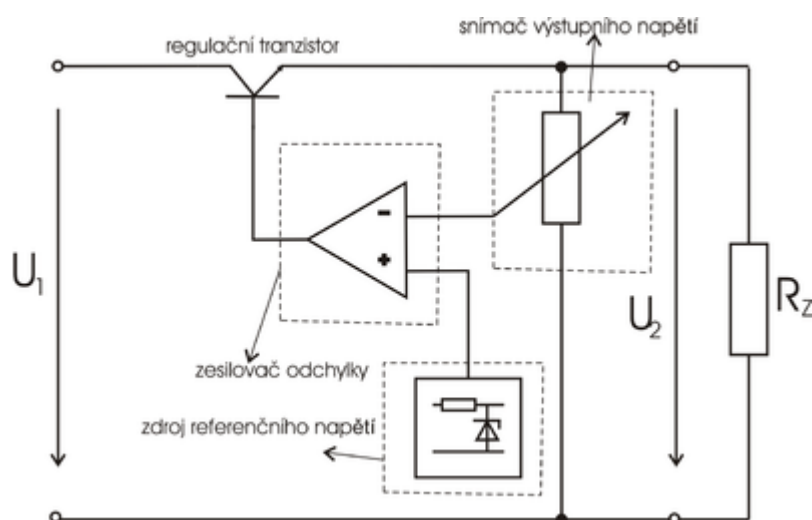 snímač výstupního napětí
regulační tranzistor
-
+
U1
U2
RZ
zesilovač odchylky
zdroj referenčního napětí